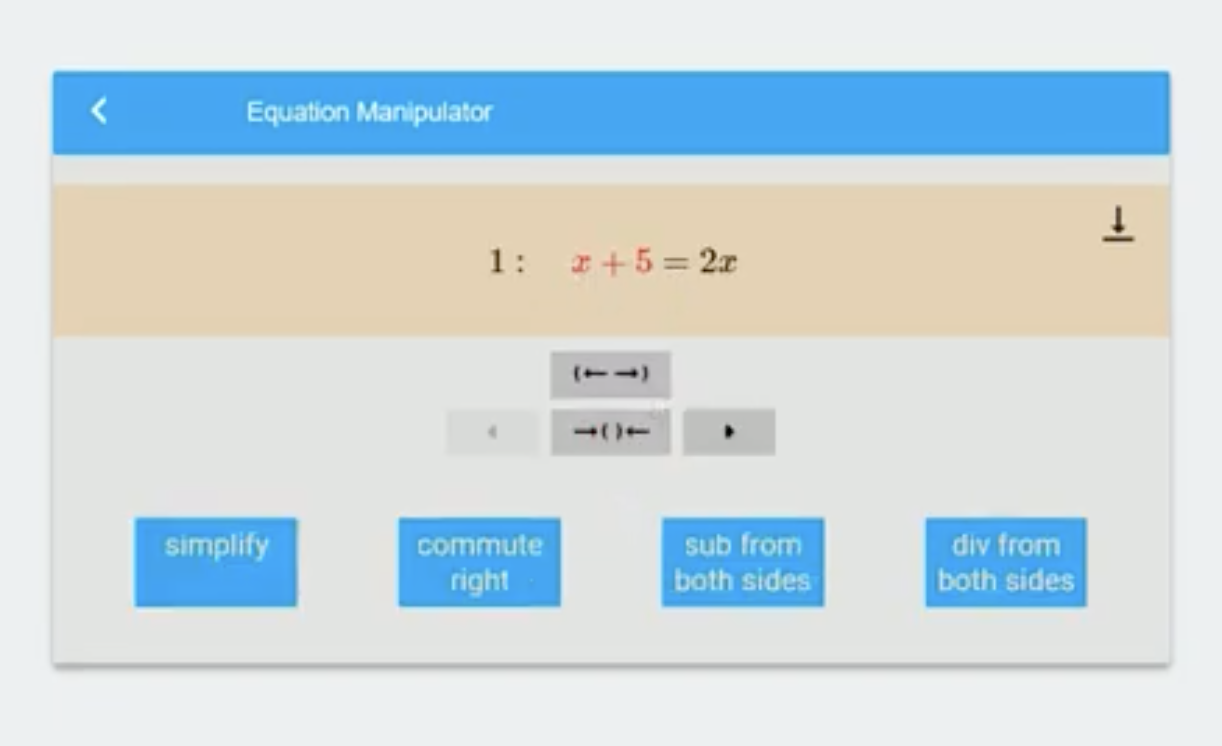 Equation Manipulator
1 : x + 5 = 2x
(← →)
→()←
simplify
commute
right
sub from
both sides
div from
both sides